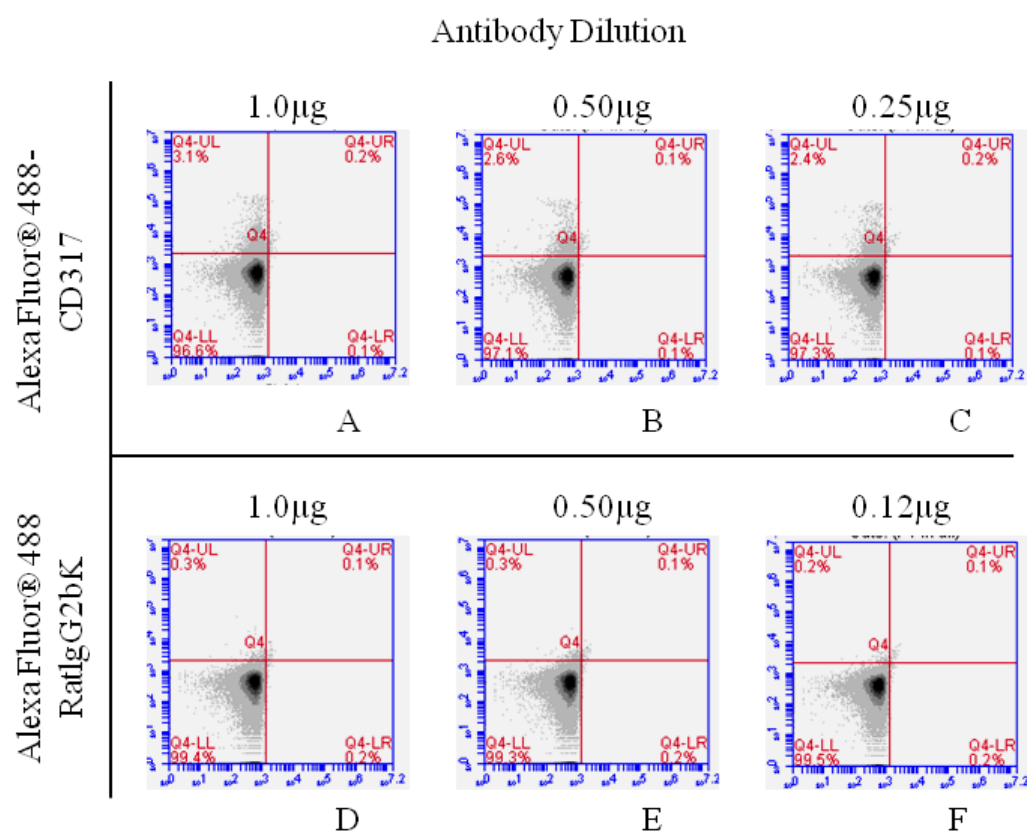 Antibody Dilution
Alexa Fluor® 488-
CD317
1.0µg
0.50µg
0.25µg
Q4-UL
3.1%
Q4-UR
0.2%
Q4
Q4-LL
96.6%
Q4-LR
0.1%
A
Q4-UL
2.6%
Q4-UR
0.1%
Q4
Q4-LL
97.1%
Q4-LR
0.1%
B
Q4-UL
2.4%
Q4-UR
0.2%
Q4
Q4-LL
97.3%
Q4-LR
0.1%
C
Alexa Fluor® 488
RatIgG2bK
1.0µg
0.50µg
0.12µg
Q4-UL
0.3%
Q4-UR
0.1%
Q4
Q4-LL
99.4%
Q4-LR
0.2%
D
Q4-UL
0.3%
Q4-UR
0.1%
Q4
Q4-LL
99.3%
Q4-LR
0.2%
E
Q4-UL
0.2%
Q4-UR
0.1%
Q4
Q4-LL
99.5%
Q4-LR
0.2%
F